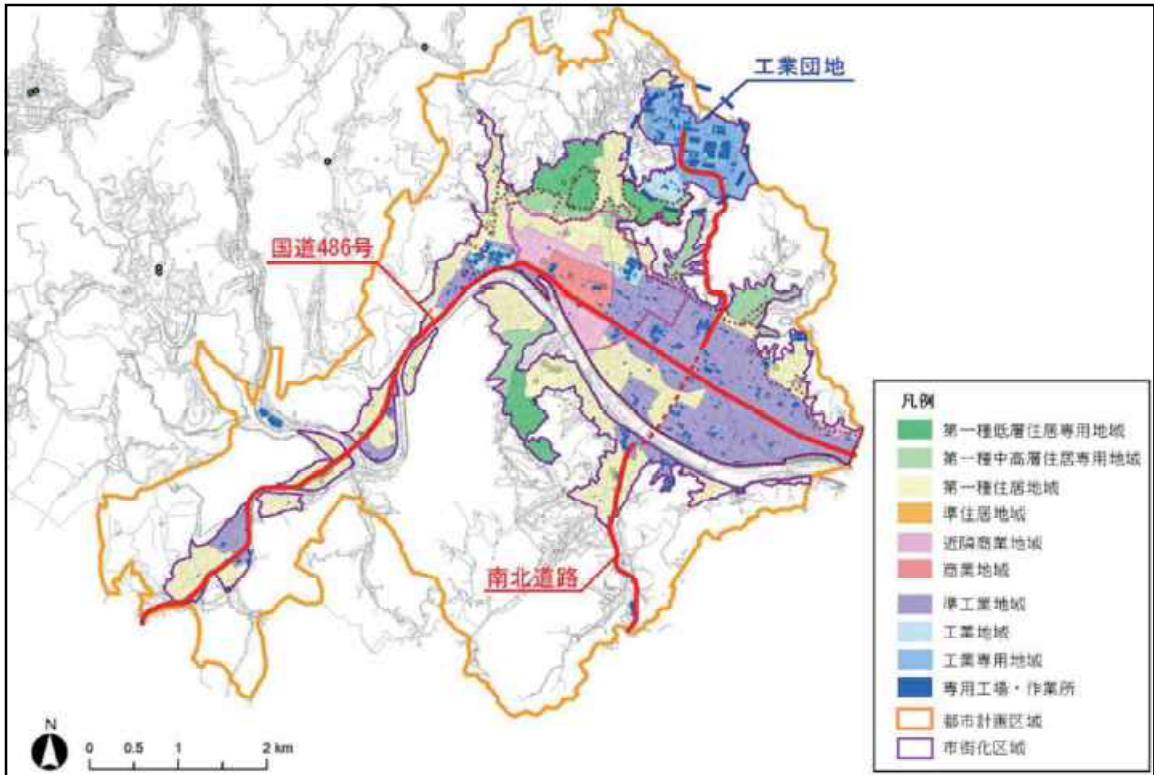 工業団地
国道486号
南北道路
凡例
第一種低層住居専用地域
第一種中高層住居専用地域
第一種住居地域
準住居地域
近隣商業地域
商業地域
準工業地域
工業地域
工業専用地域
専用工場・作業所
都市計画区域
市街化区域
N
0 0.5 1 2 km